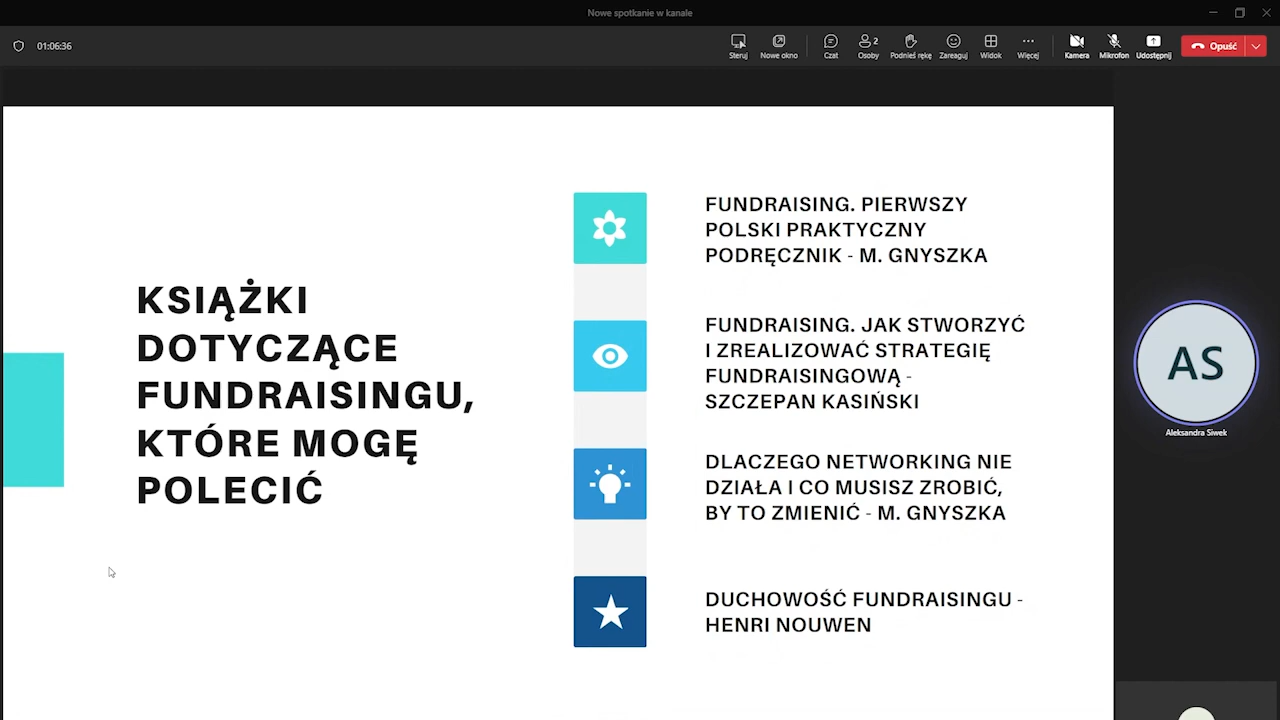 Nowe spotkanie w kanale
01:06:36
Steruj
Nowe okno
Czat
2
Osoby
Podnieś rękę
Zareaguj
Widok
Więcej
Kamera
Mikrofon
Udostępnij
Opuść
KSIĄŻKI
DOTYCZĄCE
FUNDRAISINGU,
KTÓRE MOGĘ
POLECIĆ
FUNDRAISING. PIERWSZY
POLSKI PRAKTYCZNY
PODRĘCZNIK - M. GNYSZKA
FUNDRAISING. JAK STWORZYĆ
I ZREALIZOWAĆ STRATEGIĘ
FUNDRAISINGOWĄ -
SZCZEPAN KASIŃSKI
DLACZEGO NETWORKING NIE
DZIAŁA I CO MUSISZ ZROBIĆ,
BY TO ZMIENIĆ - M. GNYSZKA
DUCHOWOŚĆ FUNDRAISINGU -
HENRI NOUWEN
AS
Aleksandra Siwek